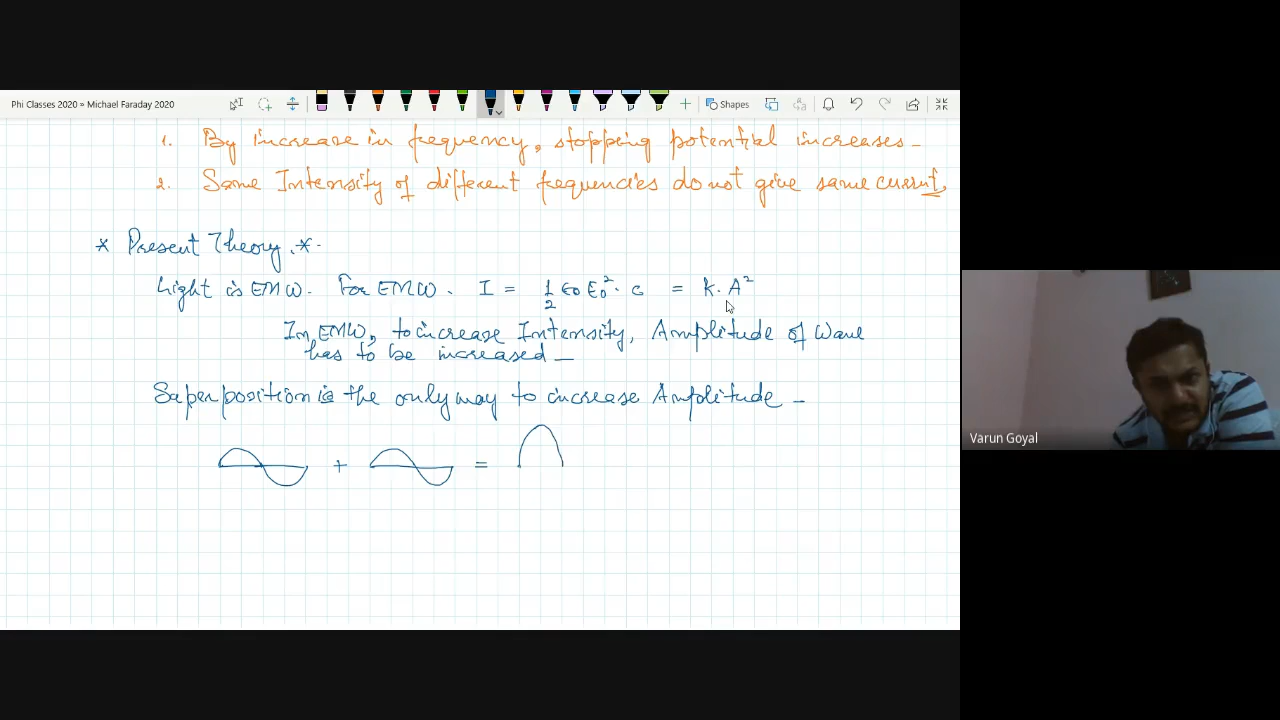 Phi Classes 2020 » Michael Faraday 2020
Shapes
1. By increase in frequency, stopping potential increases -
2. Same Intensity of different frequencies do not give same current.
* Present Theory. * -
Light is EMW. For EMW. I = 1/2 ε0 E0² · c = K. A²
In EMW, to increase Intensity, Amplitude of Wave
has to be increased -
Superposition is the only way to increase Amplitude -
+ =
Varun Goyal